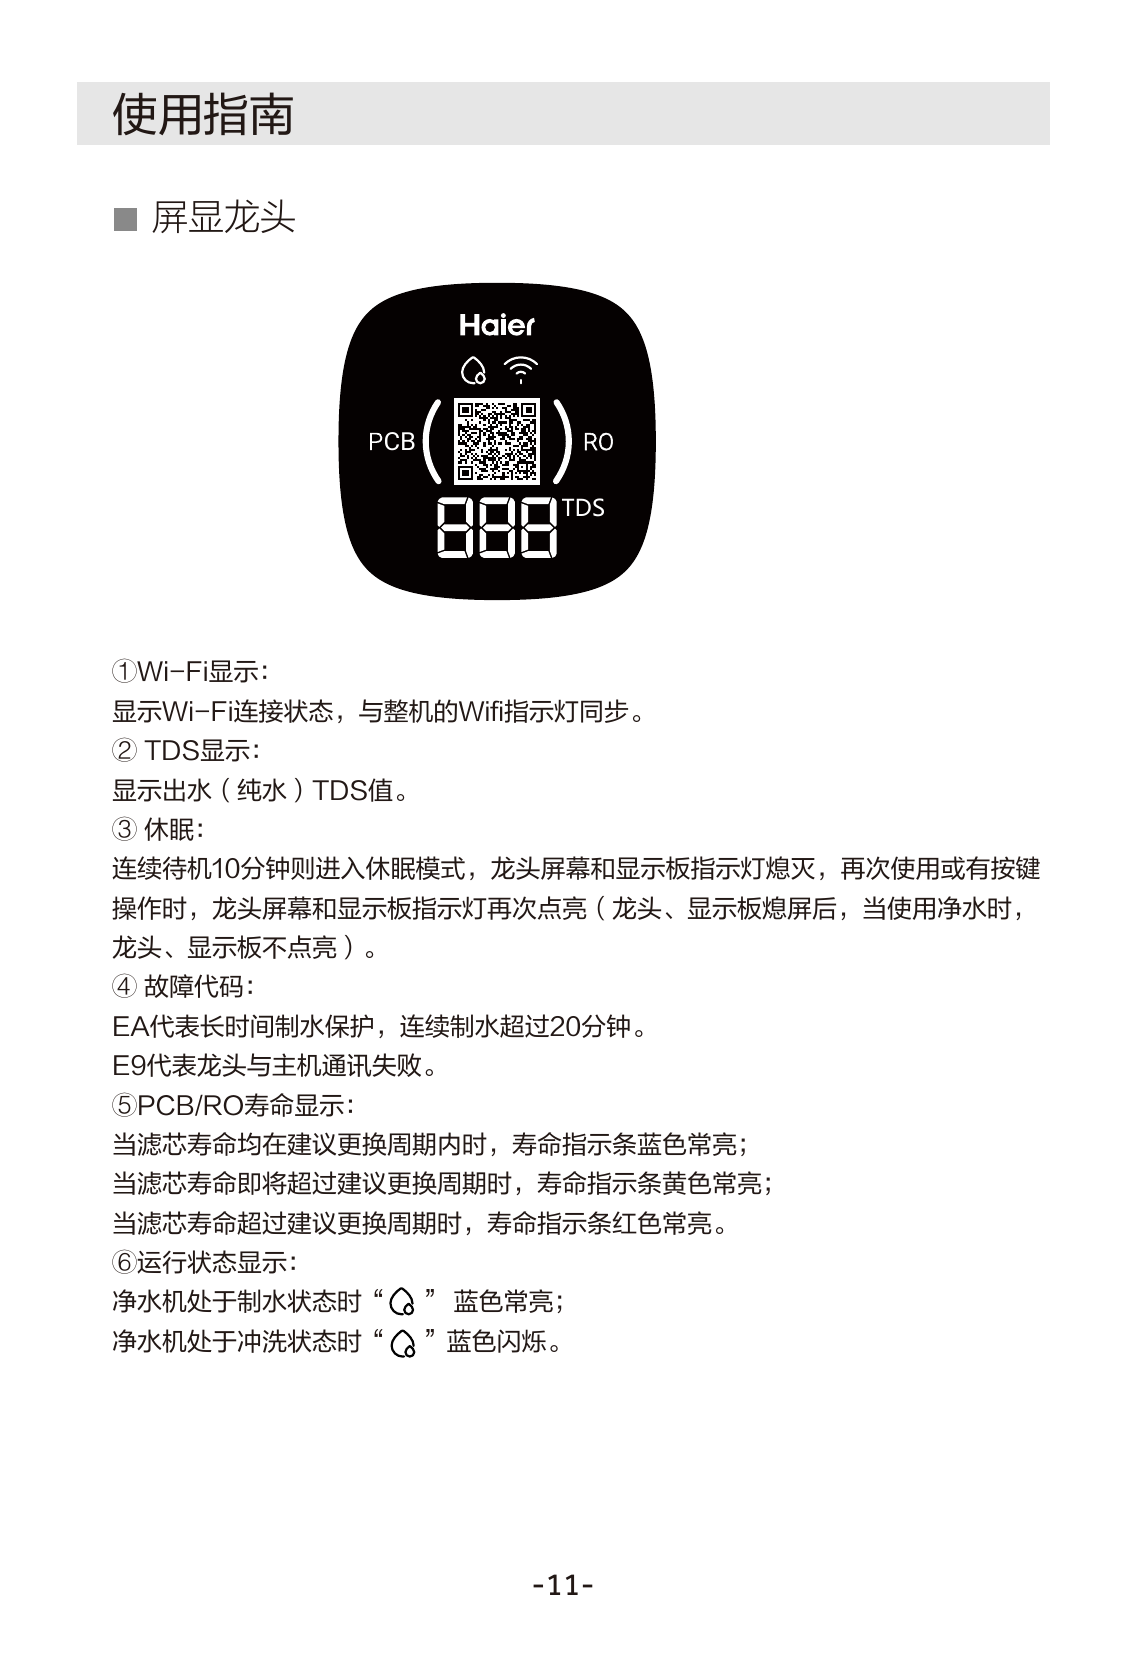 使用指南
屏显龙头
Haier
PCB
RO
888 TDS
①Wi-Fi显示：
显示Wi-Fi连接状态，与整机的Wifi指示灯同步。
② TDS显示：
显示出水（纯水）TDS值。
③ 休眠：
连续待机10分钟则进入休眠模式，龙头屏幕和显示板指示灯熄灭，再次使用或有按键
操作时，龙头屏幕和显示板指示灯再次点亮（龙头、显示板熄屏后，当使用净水时，
龙头、显示板不点亮）。
④ 故障代码：
EA代表长时间制水保护，连续制水超过20分钟。
E9代表龙头与主机通讯失败。
⑤PCB/RO寿命显示：
当滤芯寿命均在建议更换周期内时，寿命指示条蓝色常亮；
当滤芯寿命即将超过建议更换周期时，寿命指示条黄色常亮；
当滤芯寿命超过建议更换周期时，寿命指示条红色常亮。
⑥运行状态显示：
净水机处于制水状态时“ ” 蓝色常亮；
净水机处于冲洗状态时“ ”蓝色闪烁。
-11-